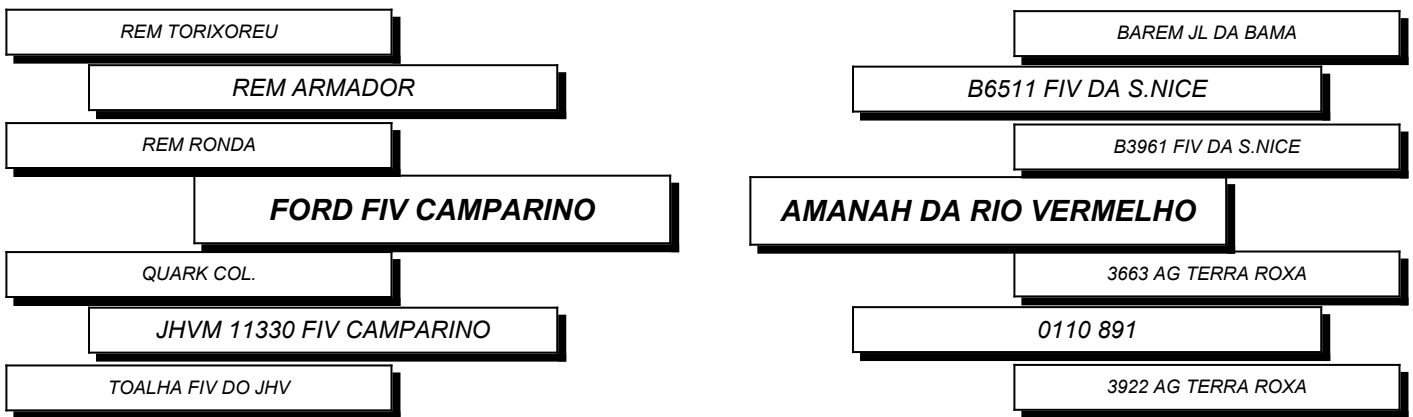 REM TORIXOREU
BAREM JL DA BAMA
REM ARMADOR
B6511 FIV DA S.NICE
REM RONDA
B3961 FIV DA S.NICE
FORD FIV CAMPARINO
AMANAH DA RIO VERMELHO
QUARK COL.
3663 AG TERRA ROXA
JHVM 11330 FIV CAMPARINO
0110 891
TOALHA FIV DO JHV
3922 AG TERRA ROXA